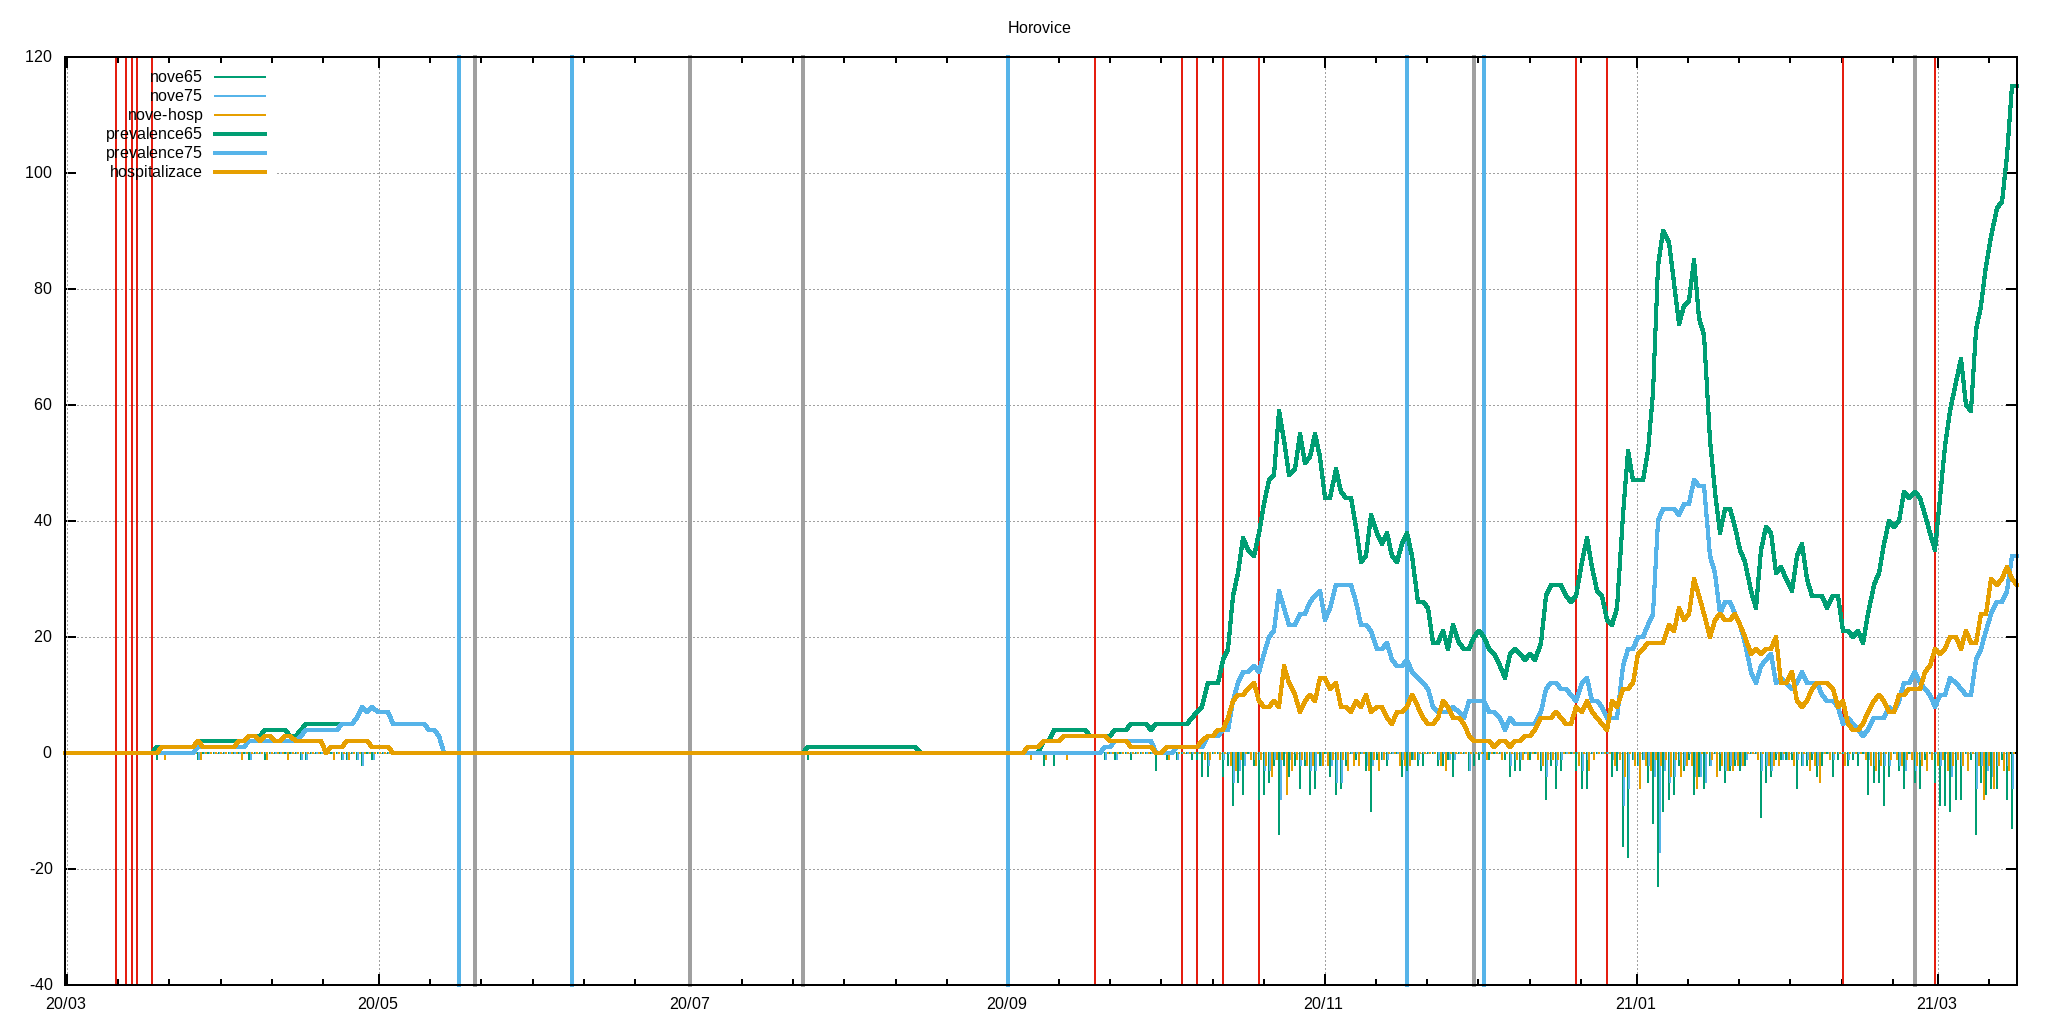 Horovice
120
nove65
nove75
nove-hosp
prevalence65
prevalence75
hospitalizace
100
80
60
40
20
0
-20
-40
20/03 20/05 20/07 20/09 20/11 21/01 21/03